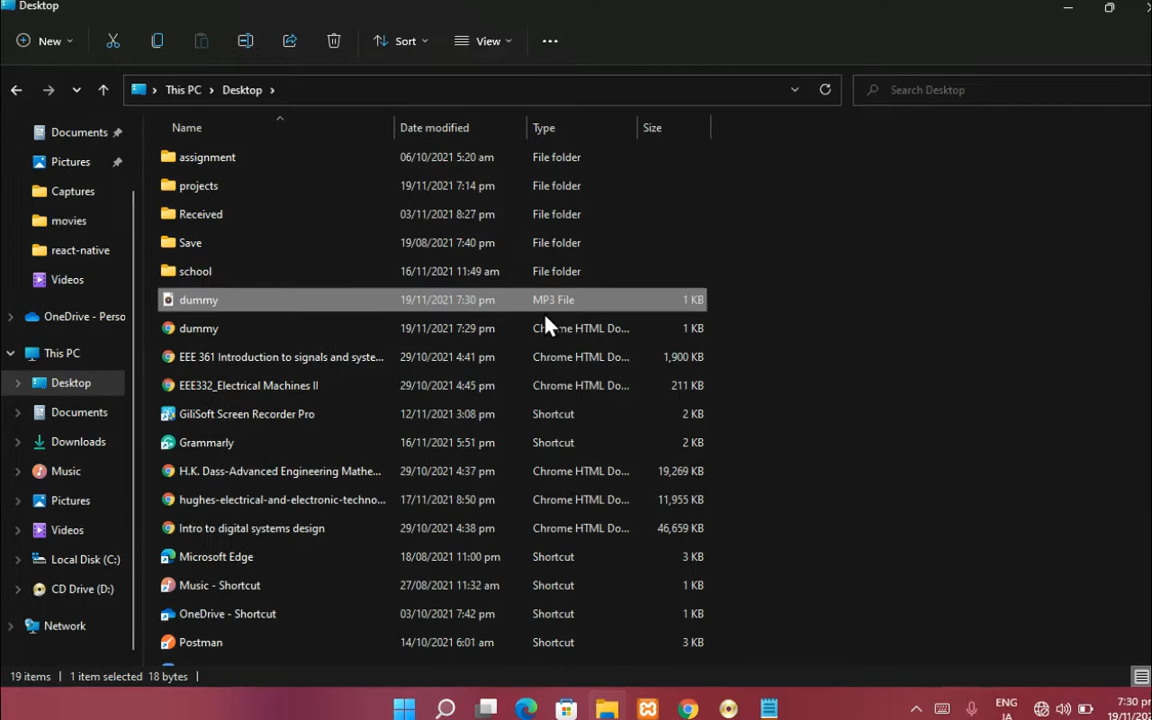 Desktop
New
Sort
View
This PC
Desktop
Search Desktop
Name
Date modified
Type
Size
Documents
Pictures
Captures
movies
react-native
Videos
OneDrive - Perso
This PC
Desktop
Documents
Downloads
Music
Pictures
Videos
Local Disk (C:)
CD Drive (D:)
Network
assignment 06/10/2021 5:20 am File folder
projects 19/11/2021 7:14 pm File folder
Received 03/11/2021 8:27 pm File folder
Save 19/08/2021 7:40 pm File folder
school 16/11/2021 11:49 am File folder
dummy 19/11/2021 7:30 pm MP3 File 1 KB
dummy 19/11/2021 7:29 pm Chrome HTML Do... 1 KB
EEE 361 Introduction to signals and syste... 29/10/2021 4:41 pm Chrome HTML Do... 1,900 KB
EEE332_Electrical Machines II 29/10/2021 4:45 pm Chrome HTML Do... 211 KB
GiliSoft Screen Recorder Pro 12/11/2021 3:08 pm Shortcut 2 KB
Grammarly 16/11/2021 5:51 pm Shortcut 2 KB
H.K. Dass-Advanced Engineering Mathe... 29/10/2021 4:37 pm Chrome HTML Do... 19,269 KB
hughes-electrical-and-electronic-techno... 17/11/2021 8:50 pm Chrome HTML Do... 11,955 KB
Intro to digital systems design 29/10/2021 4:38 pm Chrome HTML Do... 46,659 KB
Microsoft Edge 18/08/2021 11:00 pm Shortcut 3 KB
Music - Shortcut 27/08/2021 11:32 am Shortcut 1 KB
OneDrive - Shortcut 03/10/2021 7:42 pm Shortcut 1 KB
Postman 14/10/2021 6:01 am Shortcut 3 KB
19 items 1 item selected 18 bytes
ENG
IA
7:30 p
19/11/202